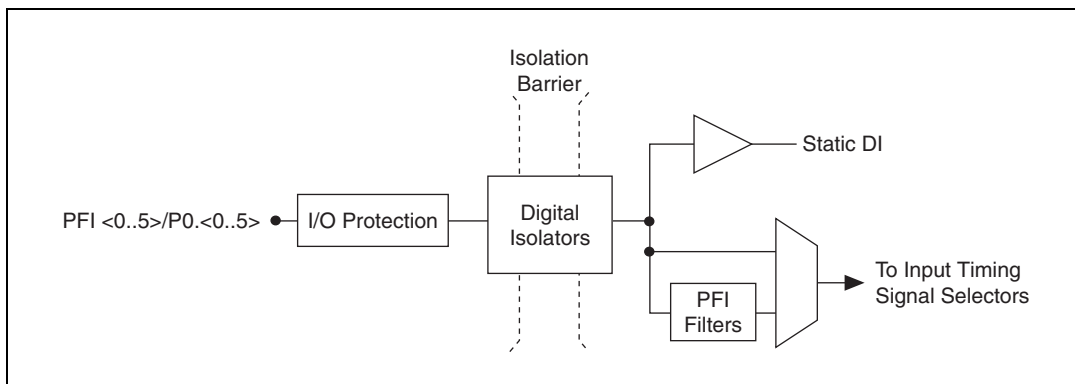 Isolation
Barrier
Static DI
PFI <0..5>/P0.<0..5>
I/O Protection
Digital
Isolators
To Input Timing
Signal Selectors
PFI
Filters